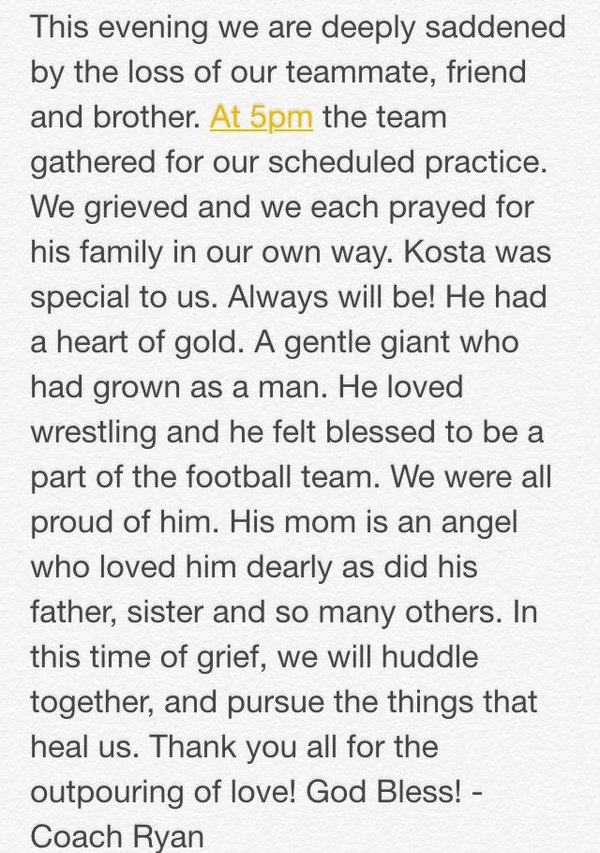 This evening we are deeply saddened
by the loss of our teammate, friend
and brother. At 5pm the team
gathered for our scheduled practice.
We grieved and we each prayed for
his family in our own way. Kosta was
special to us. Always will be! He had
a heart of gold. A gentle giant who
had grown as a man. He loved
wrestling and he felt blessed to be a
part of the football team. We were all
proud of him. His mom is an angel
who loved him dearly as did his
father, sister and so many others. In
this time of grief, we will huddle
together, and pursue the things that
heal us. Thank you all for the
outpouring of love! God Bless! -
Coach Ryan